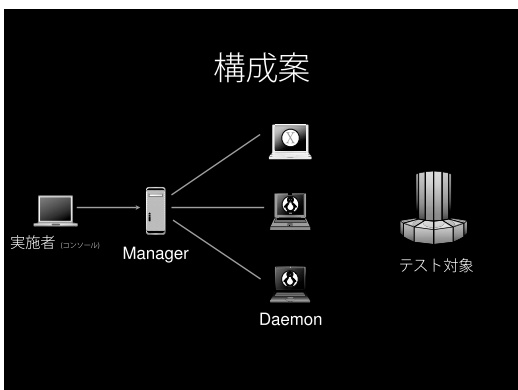 構成案
実施者 (コンソール)
Manager
Daemon
テスト対象
X